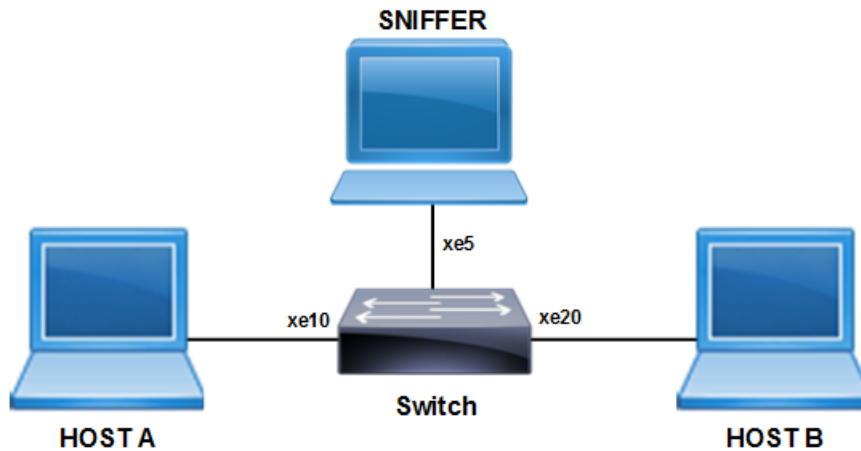 SNIFFER
xe5
xe10
xe20
Switch
HOST A
HOST B